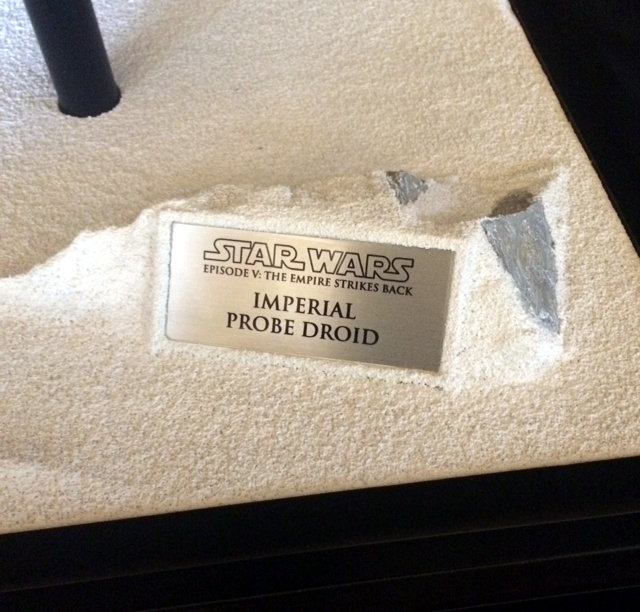 STAR WARS
EPISODE V: THE EMPIRE STRIKES BACK
IMPERIAL
PROBE DROID